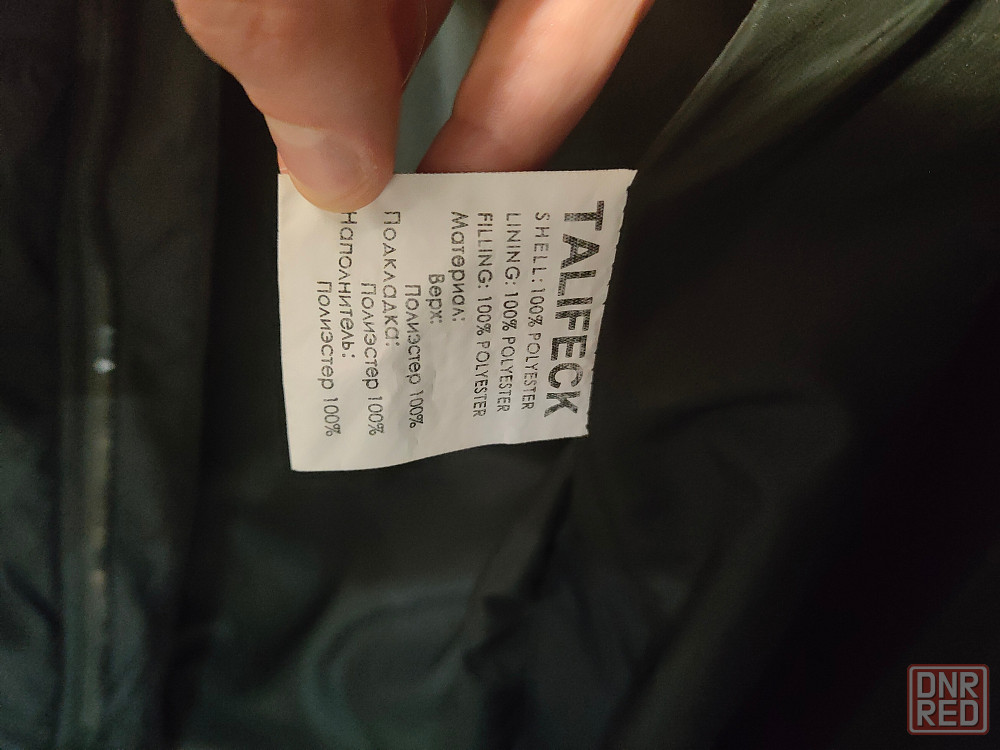 TALIFECK
SHELL: 100% POLYESTER
LINING: 100% POLYESTER
FILLING: 100% POLYESTER
Материал:
Верх:
Полиэстер 100%
Подкладка:
Полиэстер 100%
Наполнитель:
Полиэстер 100%
DNR
RED